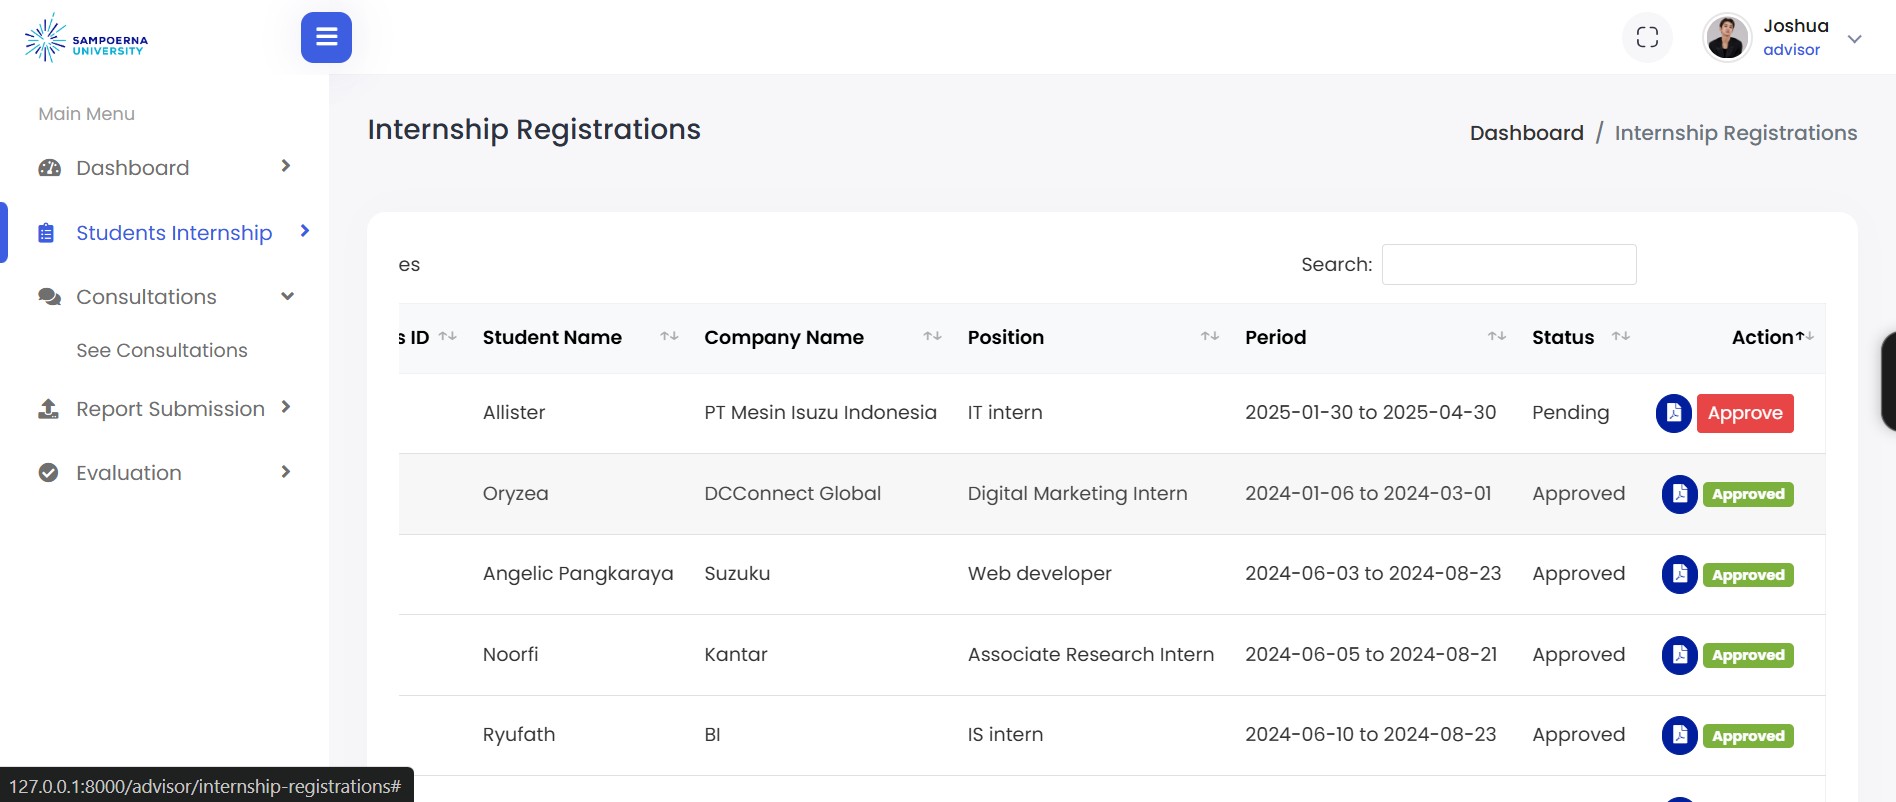 SAMPOERNA
UNIVERSITY
Joshua
advisor
Main Menu
Dashboard
Students Internship
Consultations
See Consultations
Report Submission
Evaluation
Internship Registrations
Dashboard / Internship Registrations
es
Search:
s ID Student Name Company Name Position Period Status Action
Allister PT Mesin Isuzu Indonesia IT intern 2025-01-30 to 2025-04-30 Pending Approve
Oryzea DCConnect Global Digital Marketing Intern 2024-01-06 to 2024-03-01 Approved Approved
Angelic Pangkaraya Suzuku Web developer 2024-06-03 to 2024-08-23 Approved Approved
Noorfi Kantar Associate Research Intern 2024-06-05 to 2024-08-21 Approved Approved
Ryufath BI IS intern 2024-06-10 to 2024-08-23 Approved Approved
127.0.0.1:8000/advisor/internship-registrations#